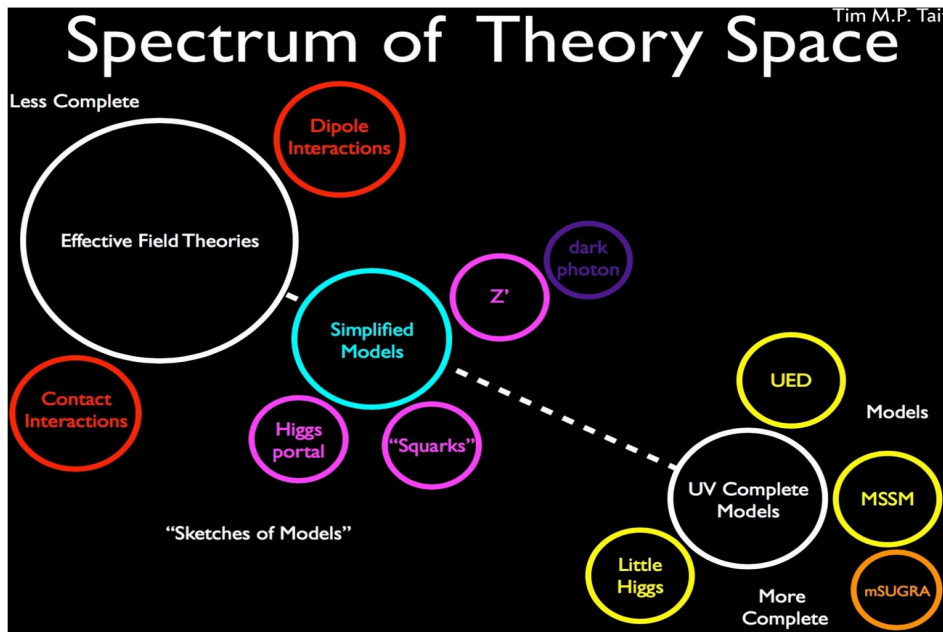 Tim M.P. Tai
Spectrum of Theory Space
Less Complete
Dipole
Interactions
Effective Field Theories
dark
photon
Z’
Simplified
Models
UED
Contact
Interactions
Models
Higgs
portal
“Squarks”
UV Complete
Models
MSSM
“Sketches of Models”
Little
Higgs
More
Complete
mSUGRA